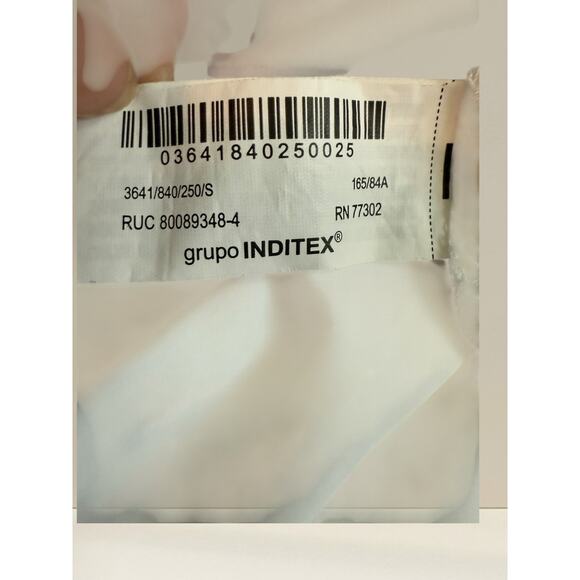 03641840250025
3641/840/250/S 165/84A
RUC 80089348-4 RN 77302
grupo INDITEX®